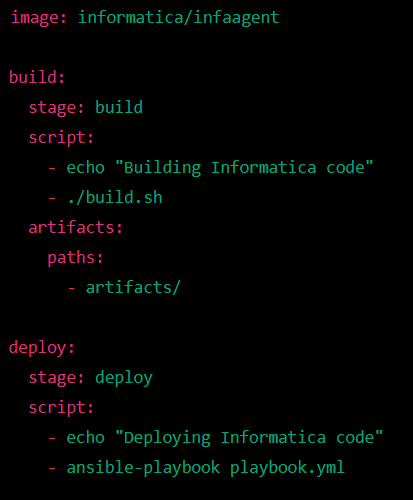 image: informatica/infaagent
build:
  stage: build
  script:
    - echo "Building Informatica code"
    - ./build.sh
  artifacts:
    paths:
      - artifacts/
deploy:
  stage: deploy
  script:
    - echo "Deploying Informatica code"
    - ansible-playbook playbook.yml